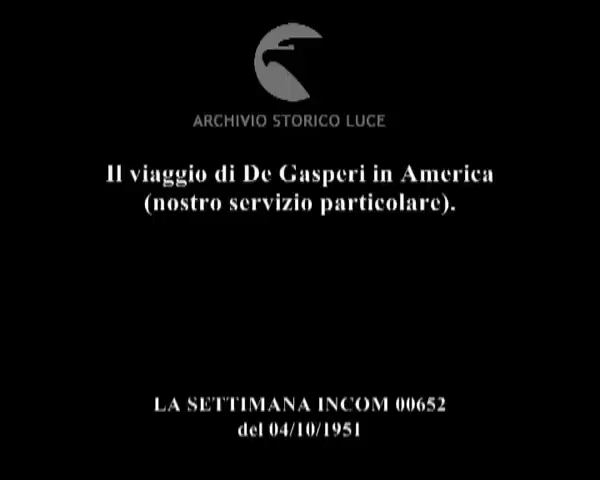 ARCHIVIO STORICO LUCE
Il viaggio di De Gasperi in America
(nostro servizio particolare).
LA SETTIMANA INCOM 00652
del 04/10/1951